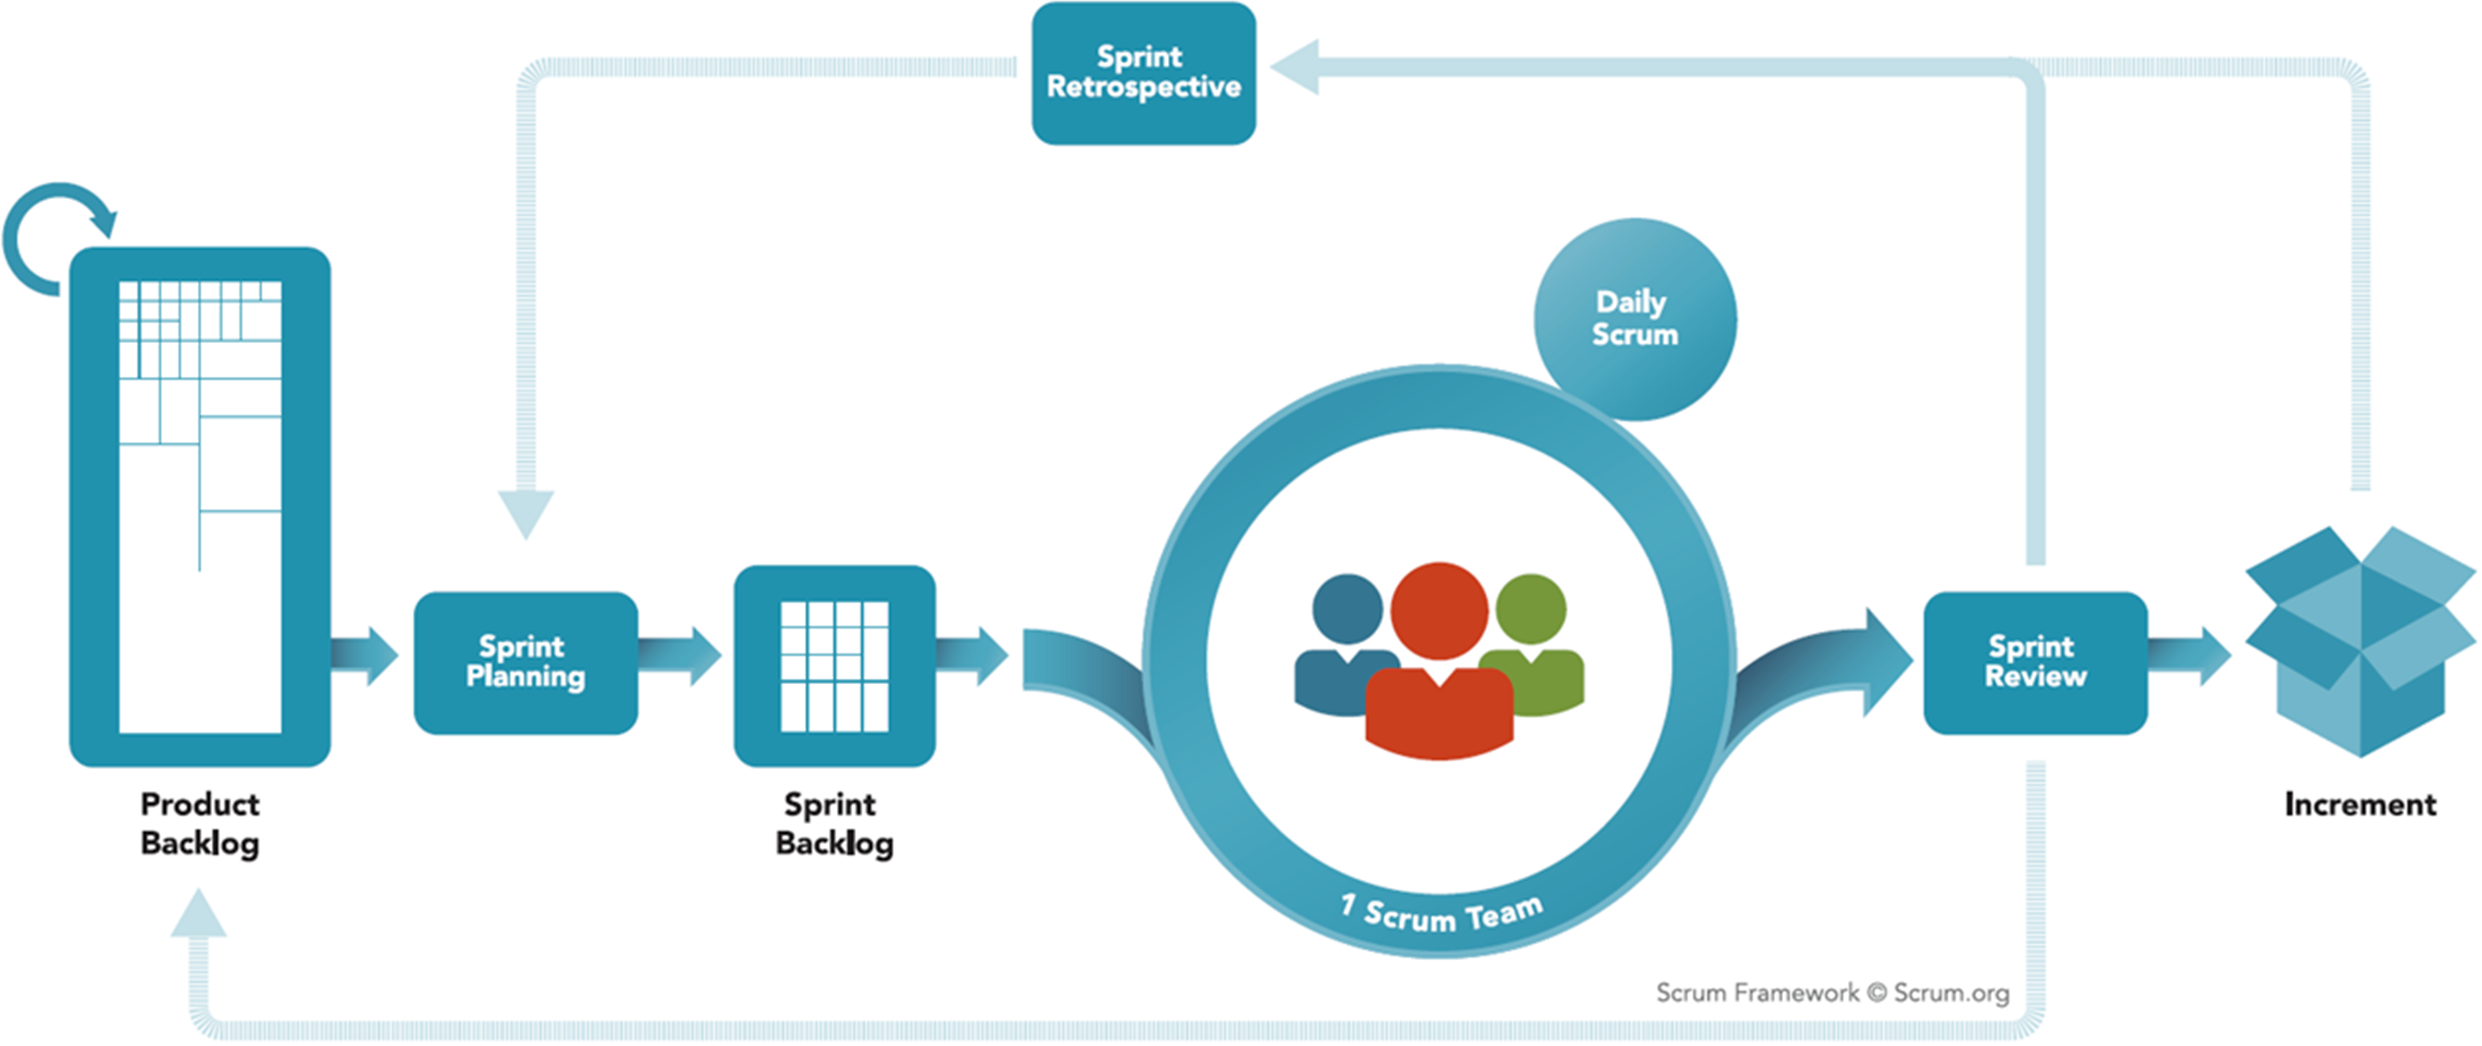 Sprint
Retrospective
Daily
Scrum
Sprint
Planning
Sprint
Review
Product
Backlog
Sprint
Backlog
Increment
1 Scrum Team
Scrum Framework © Scrum.org